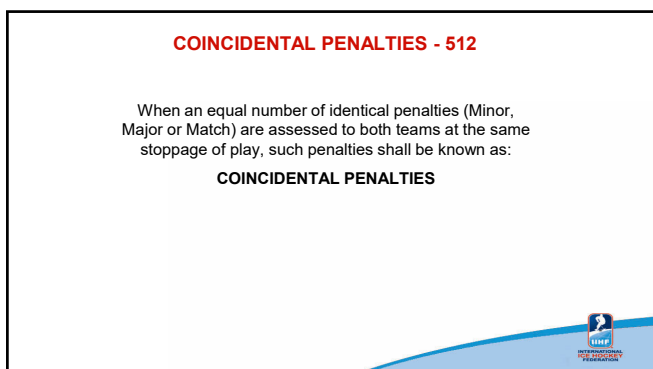 COINCIDENTAL PENALTIES - 512
When an equal number of identical penalties (Minor,
Major or Match) are assessed to both teams at the same
stoppage of play, such penalties shall be known as:
COINCIDENTAL PENALTIES
IIHF
INTERNATIONAL
ICE HOCKEY
FEDERATION